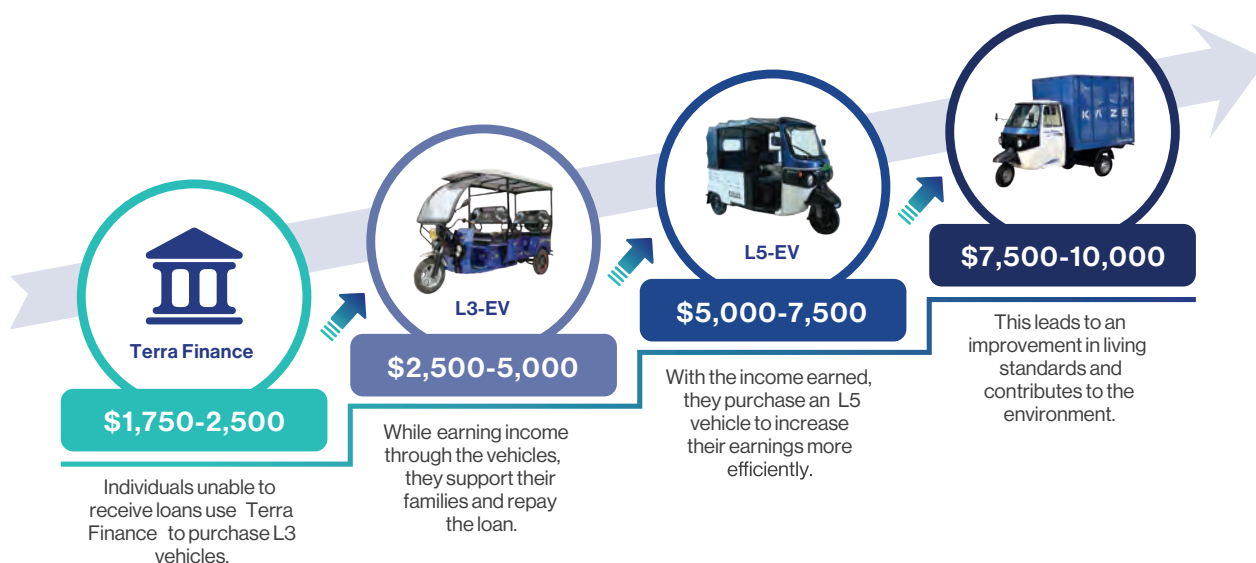 Terra Finance
$1,750-2,500
Individuals unable to
receive loans use Terra
Finance to purchase L3
vehicles.
L3-EV
$2,500-5,000
While earning income
through the vehicles,
they support their
families and repay
the loan.
L5-EV
$5,000-7,500
With the income earned,
they purchase an L5
vehicle to increase
their earnings more
efficiently.
KAZE
$7,500-10,000
This leads to an
improvement in living
standards and
contributes to the
environment.